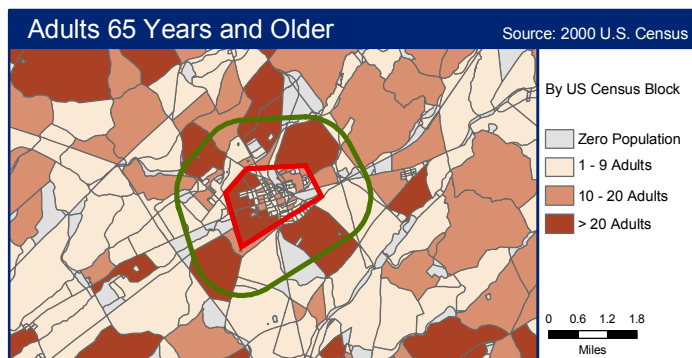 Adults 65 Years and Older
Source: 2000 U.S. Census
By US Census Block
Zero Population
1 - 9 Adults
10 - 20 Adults
> 20 Adults
0 0.6 1.2 1.8
Miles